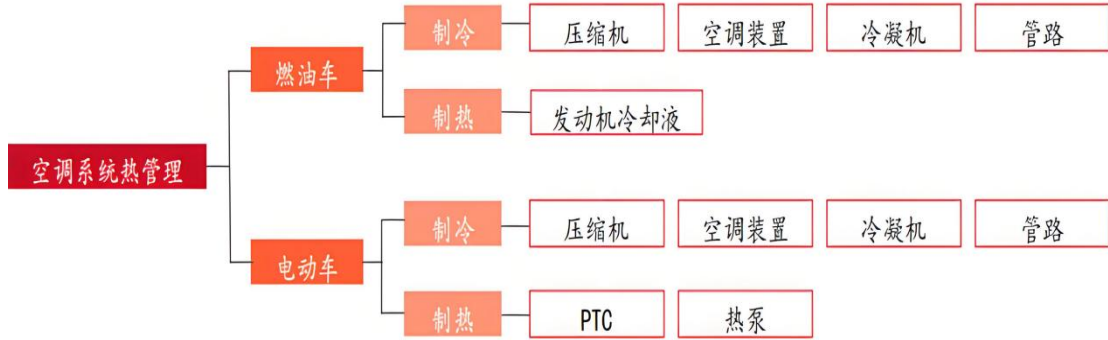 空调系统热管理
燃油车
制冷
压缩机
空调装置
冷凝机
管路
制热
发动机冷却液
电动车
制冷
压缩机
空调装置
冷凝机
管路
制热
PTC
热泵